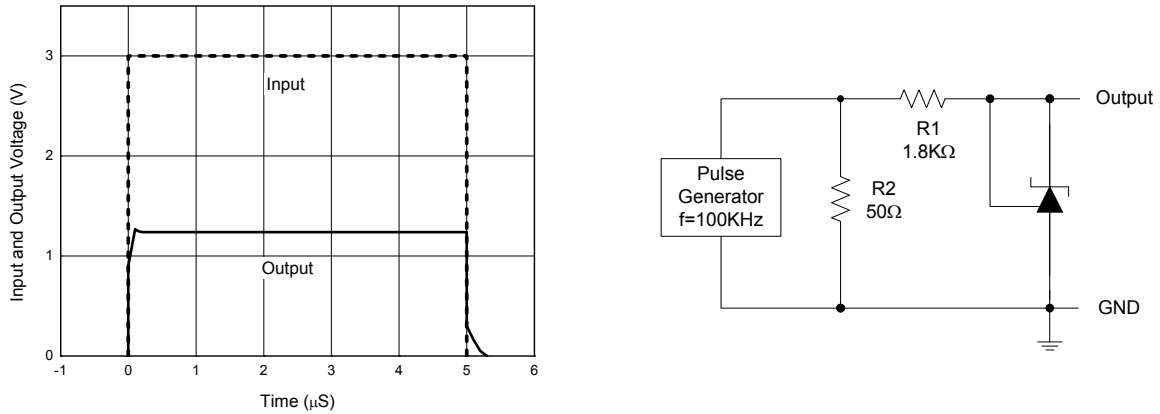 Input and Output Voltage (V)
3
2
1
0
Input
Output
-1 0 1 2 3 4 5 6
Time (μS)
Pulse
Generator
f=100KHz
R1
1.8KΩ
R2
50Ω
Output
GND